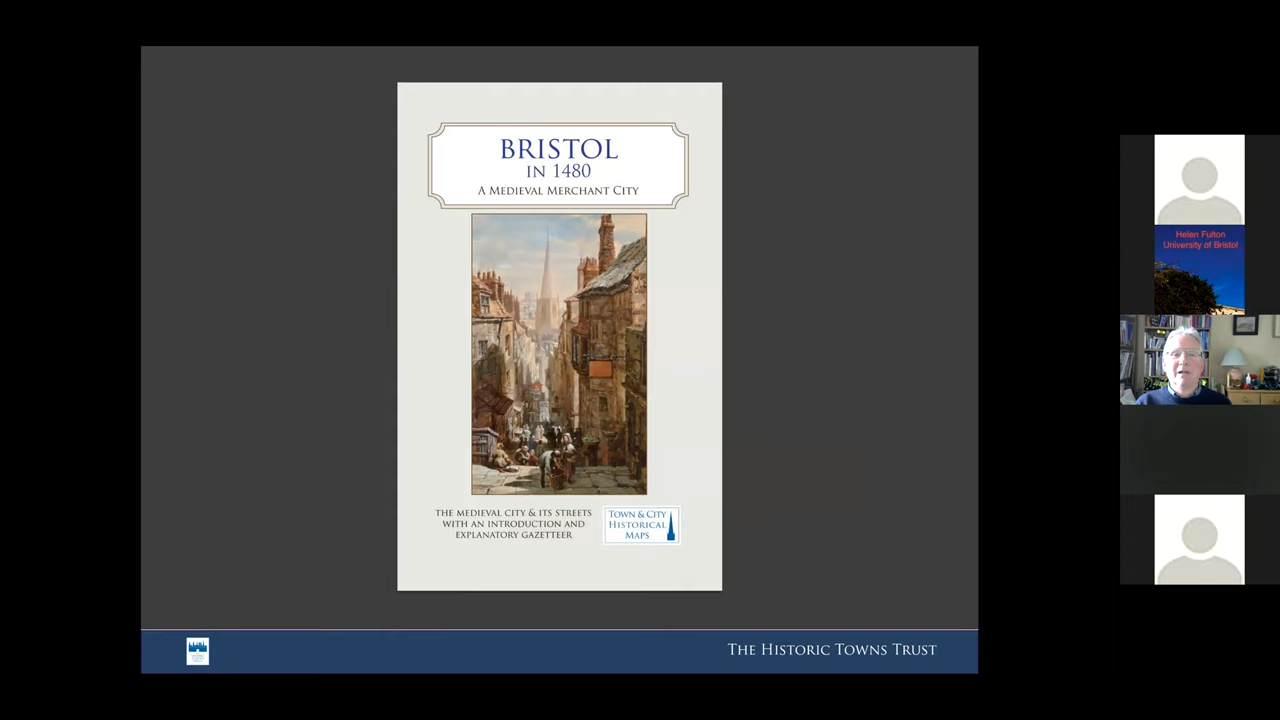 BRISTOL
IN 1480
A MEDIEVAL MERCHANT CITY
THE MEDIEVAL CITY & ITS STREETS
WITH AN INTRODUCTION AND
EXPLANATORY GAZETTEER
TOWN & CITY
HISTORICAL
MAPS
THE HISTORIC TOWNS TRUST
Helen Fulton
University of Bristol